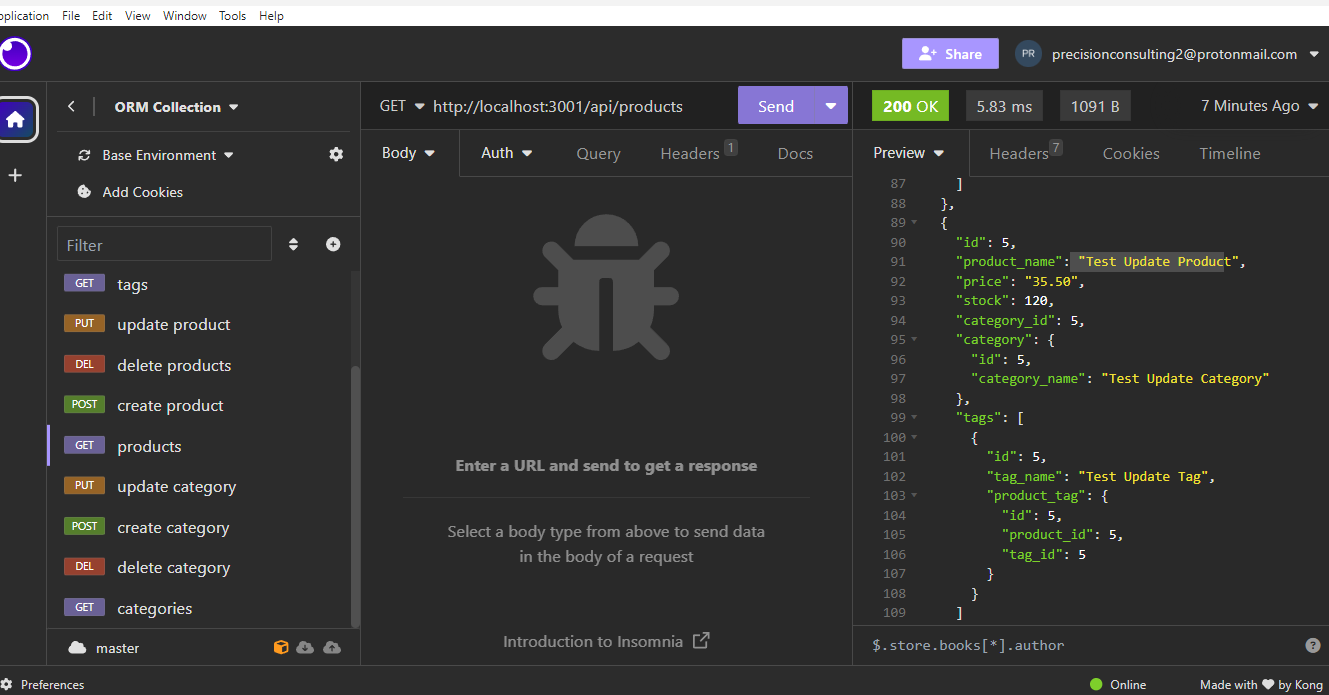 pplication File Edit View Window Tools Help
Share PR precisionconsulting2@protonmail.com
ORM Collection
GET http://localhost:3001/api/products Send
200 OK 5.83 ms 1091 B 7 Minutes Ago
Base Environment
Body Auth Query Headers 1 Docs
Preview Headers 7 Cookies Timeline
Add Cookies
Filter
GET tags
PUT update product
DEL delete products
POST create product
GET products
PUT update category
POST create category
DEL delete category
GET categories
master
Enter a URL and send to get a response
Select a body type from above to send data
in the body of a request
Introduction to Insomnia
87 ]
88 },
89 {
90 "id": 5,
91 "product_name": "Test Update Product",
92 "price": "35.50",
93 "stock": 120,
94 "category_id": 5,
95 "category": {
96 "id": 5,
97 "category_name": "Test Update Category"
98 },
99 "tags": [
100 {
101 "id": 5,
102 "tag_name": "Test Update Tag",
103 "product_tag": {
104 "id": 5,
105 "product_id": 5,
106 "tag_id": 5
107 }
108 }
109 ]
$.store.books[*].author ?
Preferences Online Made with ❤ by Kong